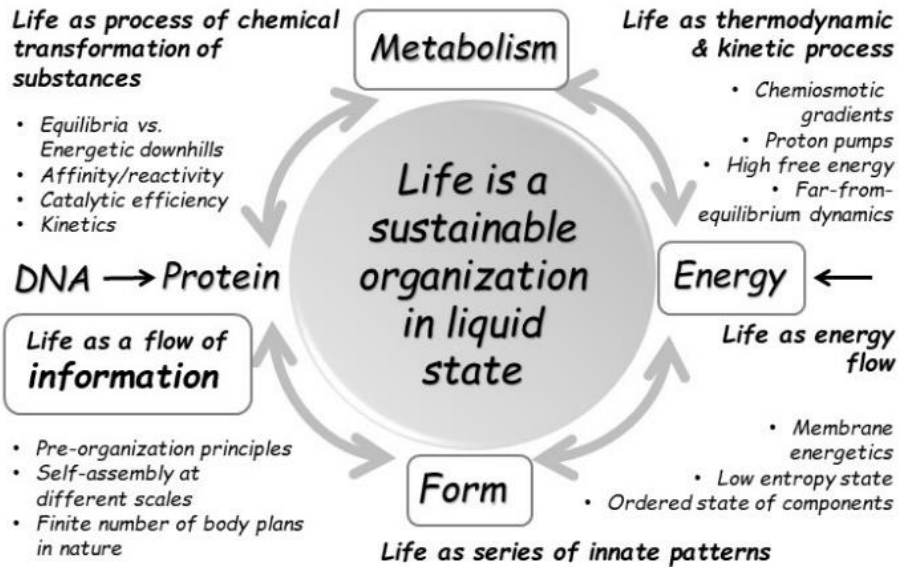 Life as process of chemical
transformation of
substances
• Equilibria vs.
Energetic downhills
• Affinity/reactivity
• Catalytic efficiency
• Kinetics
Metabolism
Life as thermodynamic
& kinetic process
• Chemiosmotic
gradients
• Proton pumps
• High free energy
• Far-from-
equilibrium dynamics
Life is a
sustainable
organization
in liquid
state
DNA → Protein
Energy ←
Life as a flow of
information
Life as energy
flow
• Pre-organization principles
• Self-assembly at
different scales
• Finite number of body plans
in nature
Form
• Membrane
energetics
• Low entropy state
• Ordered state of components
Life as series of innate patterns